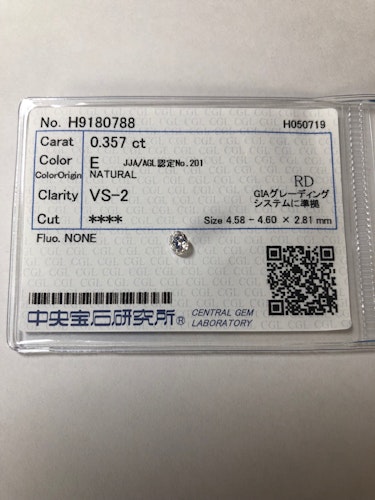 No. H9180788 H050719
Carat 0.357 ct
Color E JJA/AGL認定No.201
ColorOrigin NATURAL
RD
Clarity VS-2 GIAグレーディング
システムに準拠
Cut **** Size 4.58 - 4.60 × 2.81 mm
Fluo. NONE
中央宝石研究所® CENTRAL GEM
LABORATORY